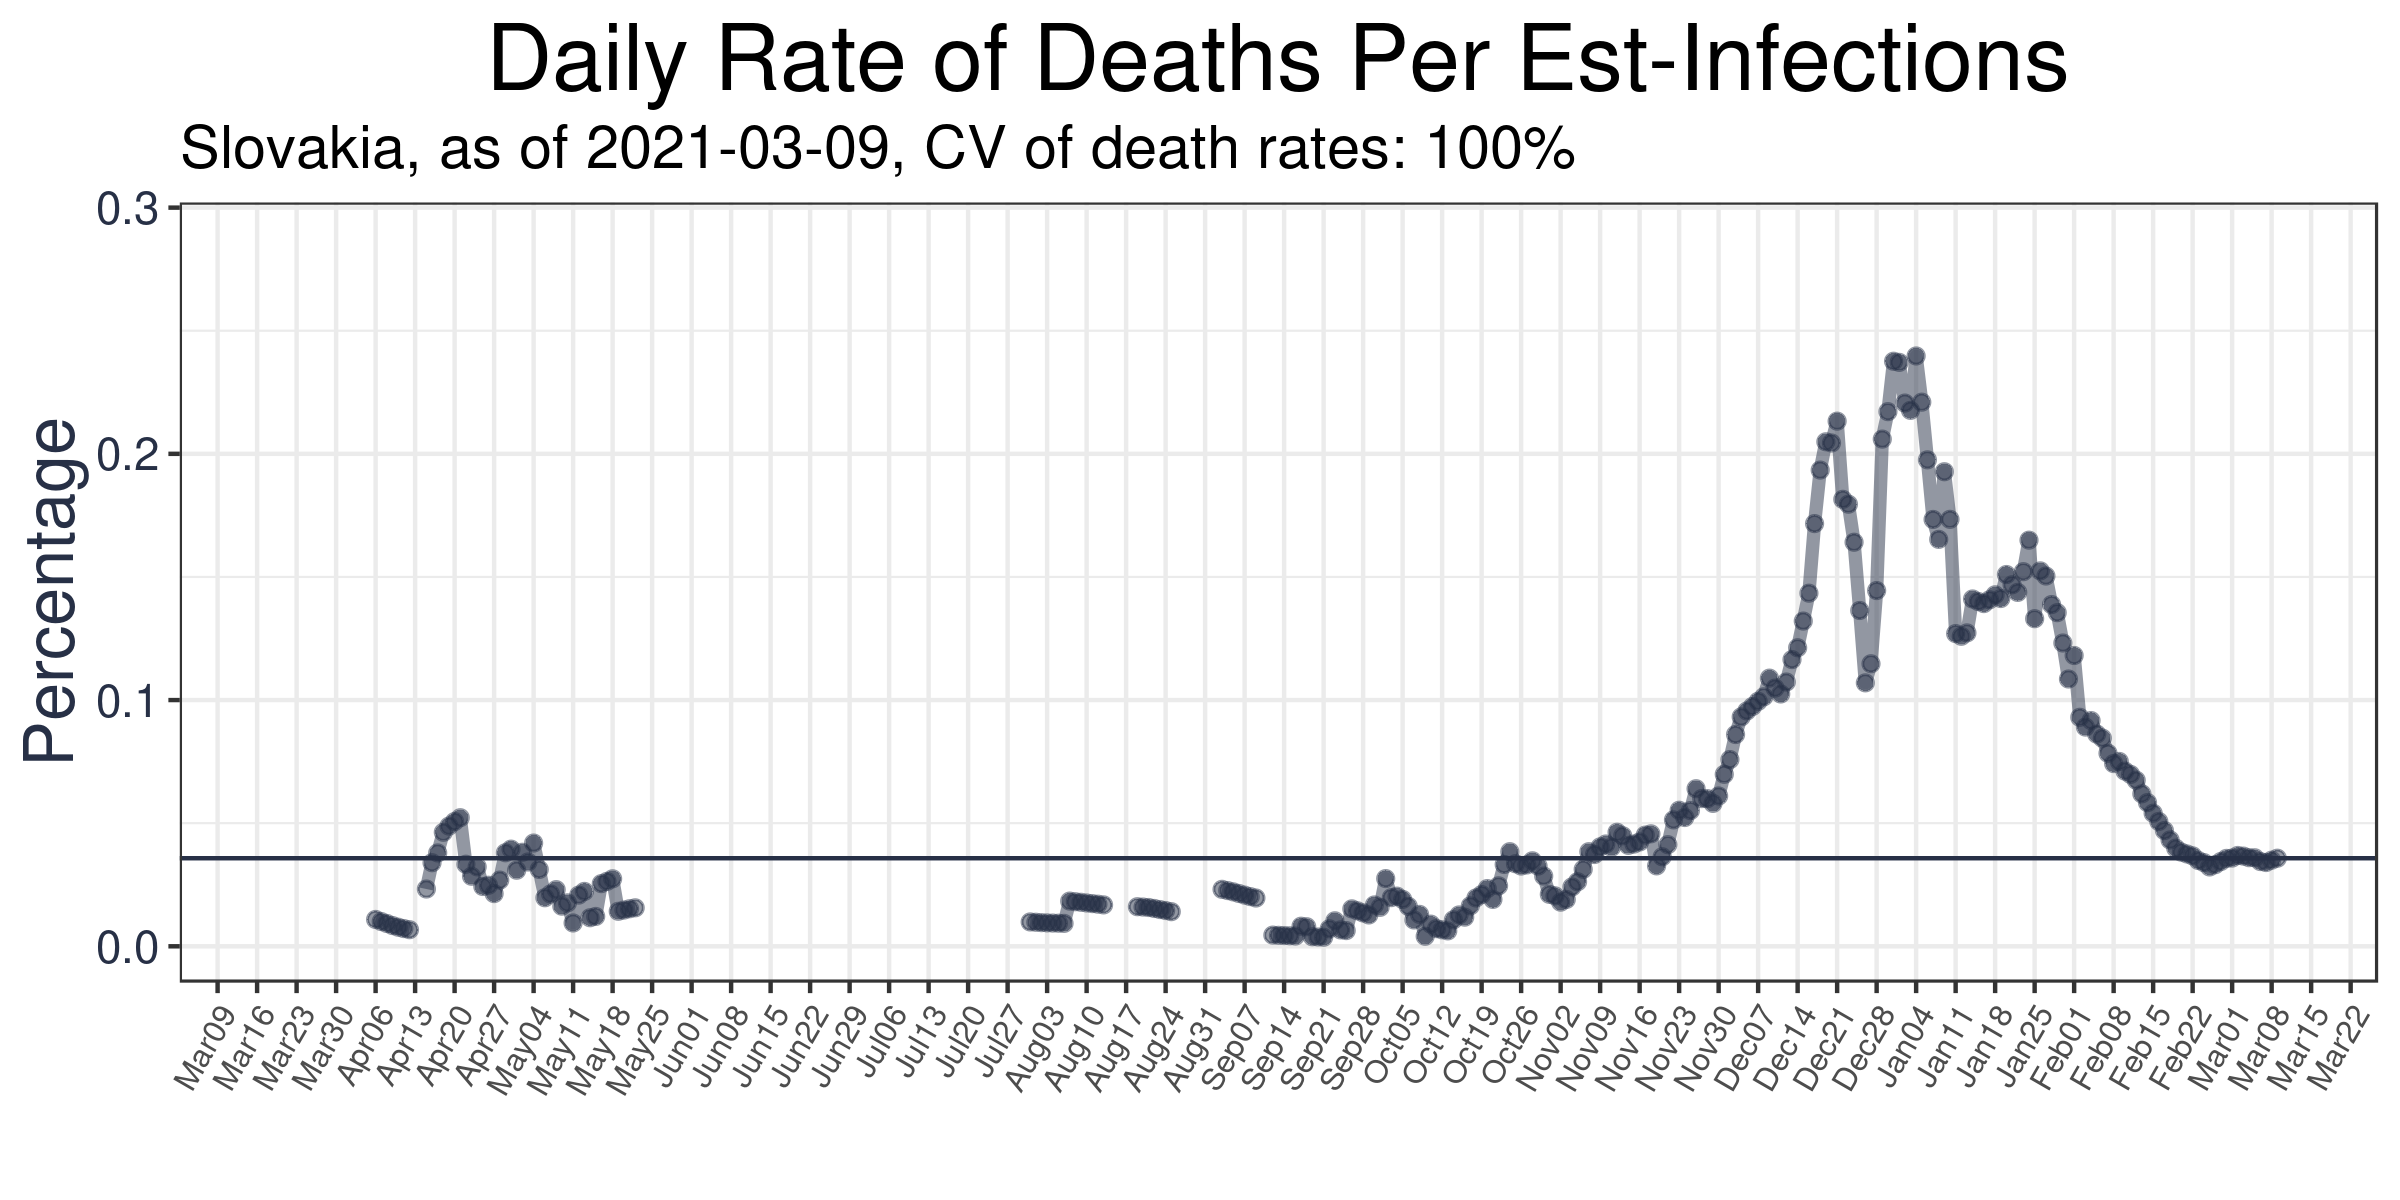 Daily Rate of Deaths Per Est-Infections
Slovakia, as of 2021-03-09, CV of death rates: 100%
Percentage
0.3
0.2
0.1
0.0
Mar09 Mar16 Mar23 Mar30 Apr06 Apr13 Apr20 Apr27 May04 May11 May18 May25 Jun01 Jun08 Jun15 Jun22 Jun29 Jul06 Jul13 Jul20 Jul27 Aug03 Aug10 Aug17 Aug24 Aug31 Sep07 Sep14 Sep21 Sep28 Oct05 Oct12 Oct19 Oct26 Nov02 Nov09 Nov16 Nov23 Nov30 Dec07 Dec14 Dec21 Dec28 Jan04 Jan11 Jan18 Jan25 Feb01 Feb08 Feb15 Feb22 Mar01 Mar08 Mar15 Mar22